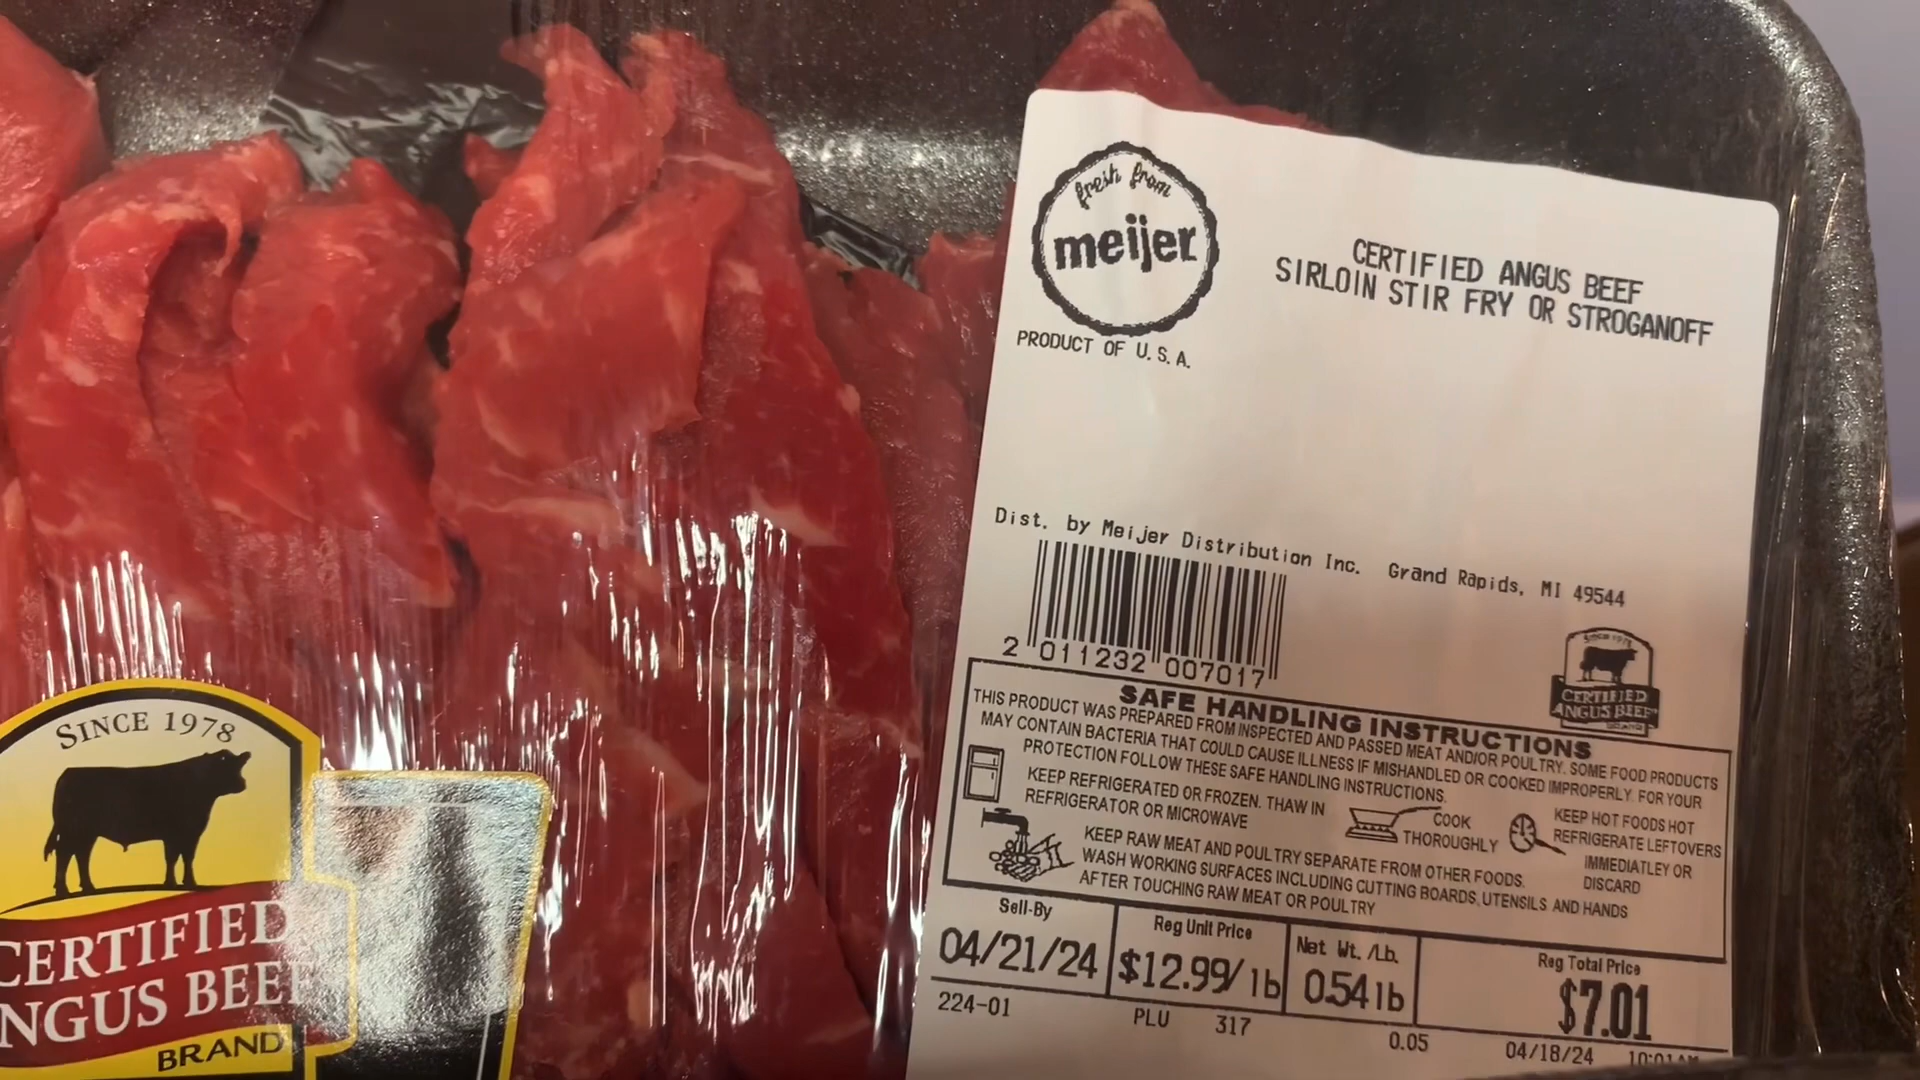 fresh from
meijer
PRODUCT OF U.S.A.
CERTIFIED ANGUS BEEF
SIRLOIN STIR FRY OR STROGANOFF
Dist. by Meijer Distribution Inc. Grand Rapids, MI 49544
2 011232 007017
SINCE 1978
CERTIFIED
ANGUS BEEF
SAFE HANDLING INSTRUCTIONS
THIS PRODUCT WAS PREPARED FROM INSPECTED AND PASSED MEAT AND/OR POULTRY. SOME FOOD PRODUCTS
MAY CONTAIN BACTERIA THAT COULD CAUSE ILLNESS IF MISHANDLED OR COOKED IMPROPERLY. FOR YOUR
PROTECTION FOLLOW THESE SAFE HANDLING INSTRUCTIONS.
KEEP REFRIGERATED OR FROZEN. THAW IN
REFRIGERATOR OR MICROWAVE
COOK
THOROUGHLY
KEEP HOT FOODS HOT
REFRIGERATE LEFTOVERS
IMMEDIATLEY OR
DISCARD
KEEP RAW MEAT AND POULTRY SEPARATE FROM OTHER FOODS.
WASH WORKING SURFACES INCLUDING CUTTING BOARDS, UTENSILS AND HANDS
AFTER TOUCHING RAW MEAT OR POULTRY
Sell-By
04/21/24
Reg Unit Price
$12.99/lb
Net Wt./Lb.
0.54 lb
Reg Total Price
$7.01
224-01
PLU 317
0.05
04/18/24 10:01AM
SINCE 1978
CERTIFIED
ANGUS BEEF
BRAND